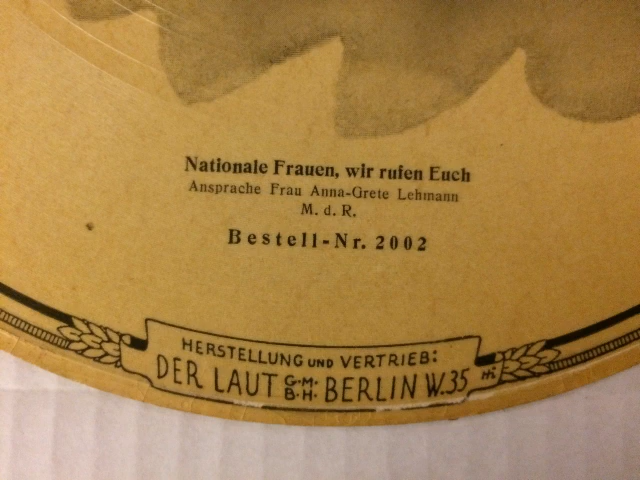 Nationale Frauen, wir rufen Euch
Ansprache Frau Anna-Grete Lehmann
M. d. R.
Bestell-Nr. 2002
HERSTELLUNG UND VERTRIEB:
DER LAUT G.M. B.H. BERLIN W.35